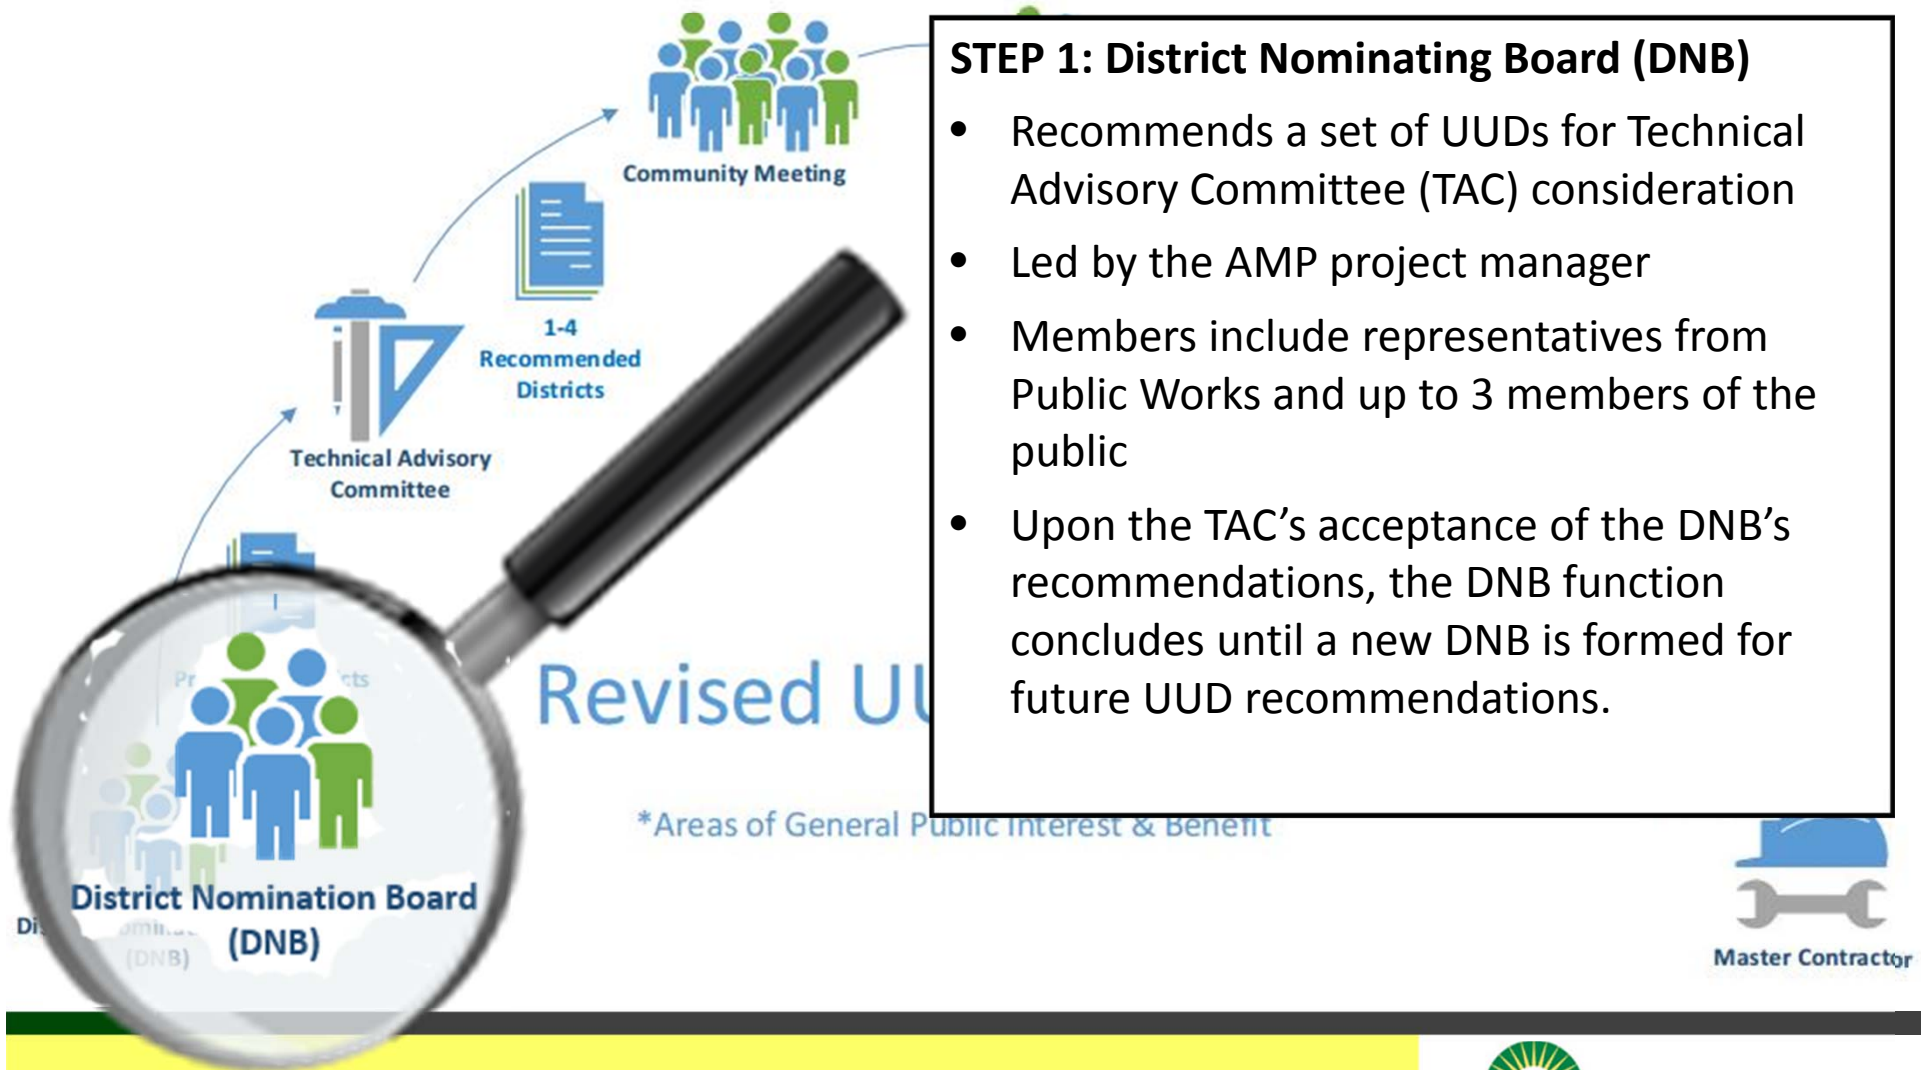 STEP 1: District Nominating Board (DNB)
• Recommends a set of UUDs for Technical
Advisory Committee (TAC) consideration
• Led by the AMP project manager
• Members include representatives from
Public Works and up to 3 members of the
public
• Upon the TAC’s acceptance of the DNB’s
recommendations, the DNB function
concludes until a new DNB is formed for
future UUD recommendations.
Community Meeting
1-4
Recommended
Districts
Technical Advisory
Committee
Revised
*Areas of General Public Interest & Benefit
District Nomination Board
(DNB)
(DNB)
Master Contractor